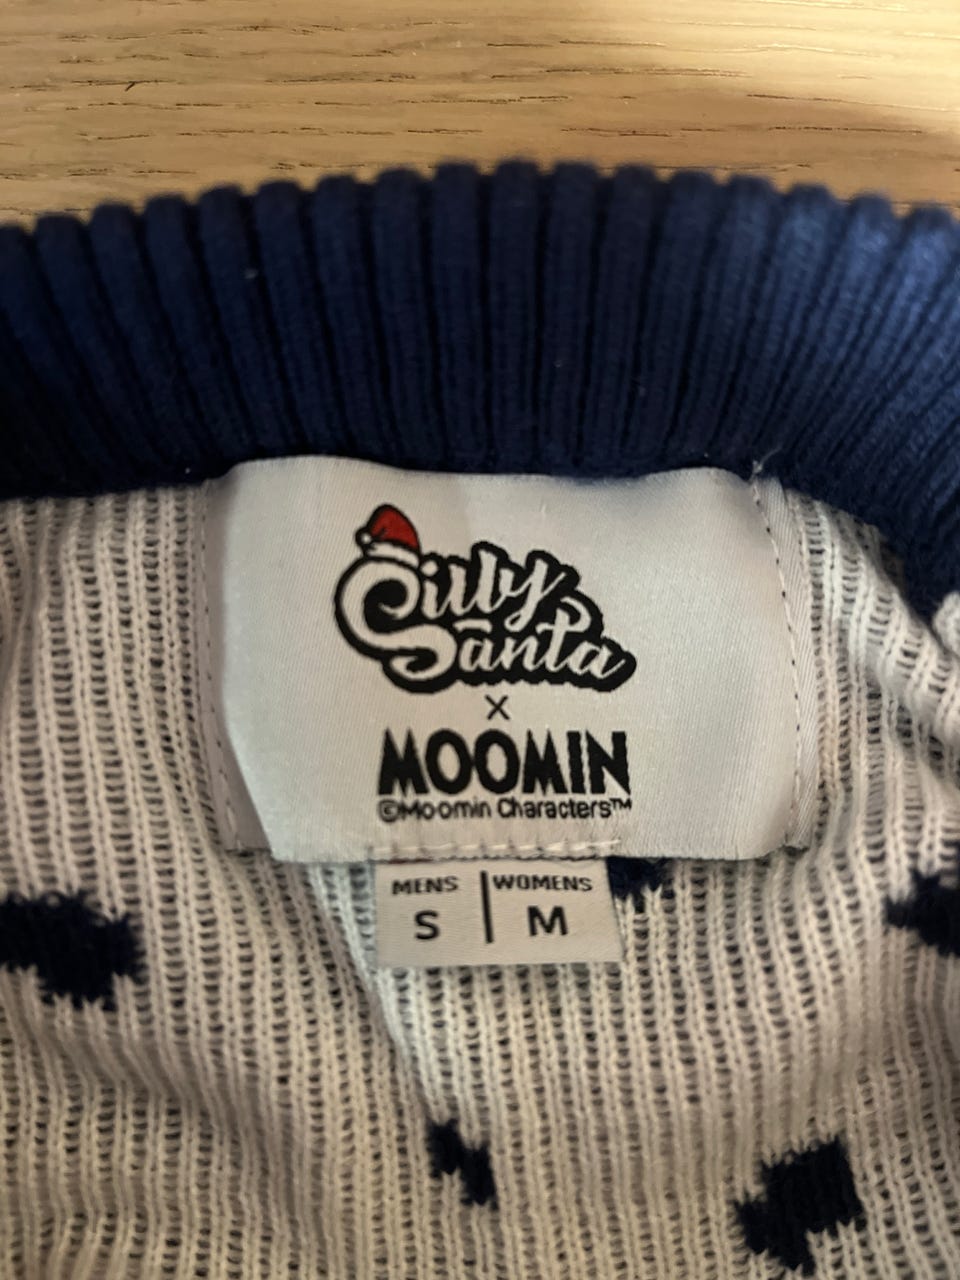 Silly
Santa
×
MOOMIN
©Moomin Characters™
MENS | WOMENS
S | M